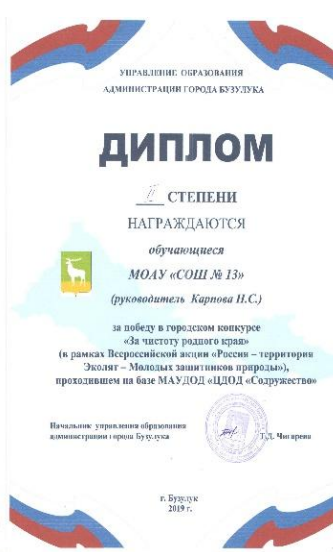 УПРАВЛЕНИЕ ОБРАЗОВАНИЯ
АДМИНИСТРАЦИИ ГОРОДА БУЗУЛУКА
ДИПЛОМ
II СТЕПЕНИ
НАГРАЖДАЮТСЯ
обучающиеся
МОАУ «СОШ № 13»
(руководитель Карпова Н.С.)
за победу в городском конкурсе
«За чистоту родного края»
(в рамках Всероссийской акции «Россия – территория
Эколят – Молодых защитников природы»),
проходившем на базе МАУДОД «ЦДОД «Содружество»
Начальник управления образования
администрации города Бузулука
Т.Д. Чигарева
г. Бузулук
2019 г.